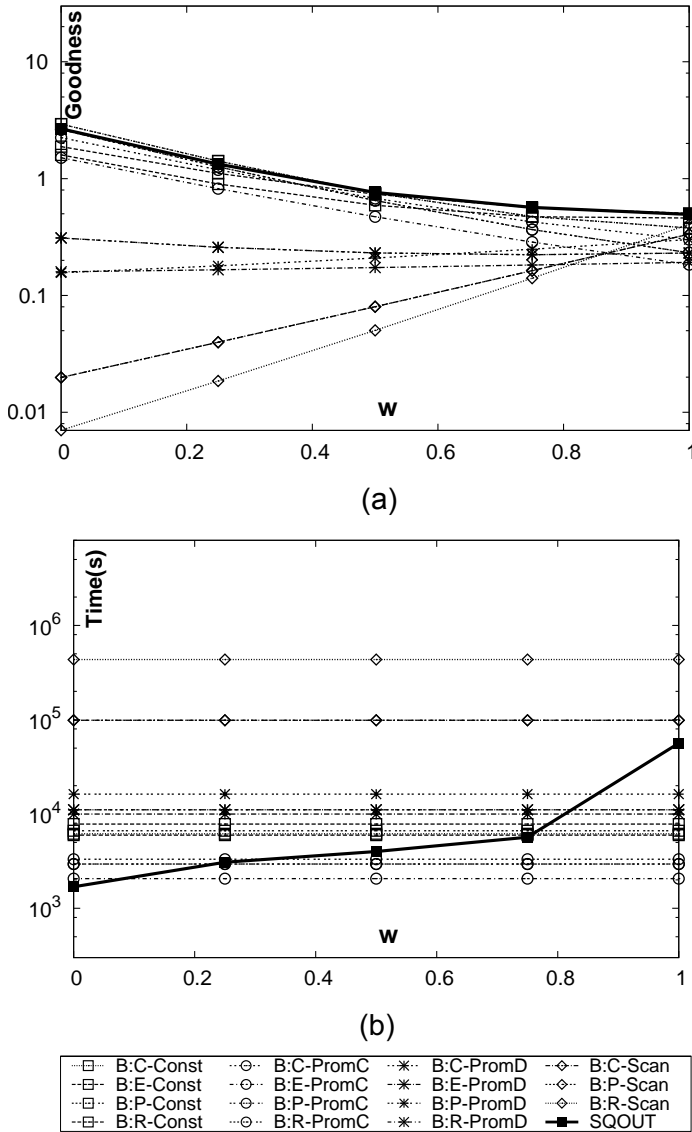 10
1
0.1
0.01
Goodness
w
0 0.2 0.4 0.6 0.8 1
(a)
10^6
10^5
10^4
10^3
Time(s)
w
0 0.2 0.4 0.6 0.8 1
(b)
B:C-Const B:C-PromC B:C-PromD B:C-Scan
B:E-Const B:E-PromC B:E-PromD B:P-Scan
B:P-Const B:P-PromC B:P-PromD B:R-Scan
B:R-Const B:R-PromC B:R-PromD SQOUT